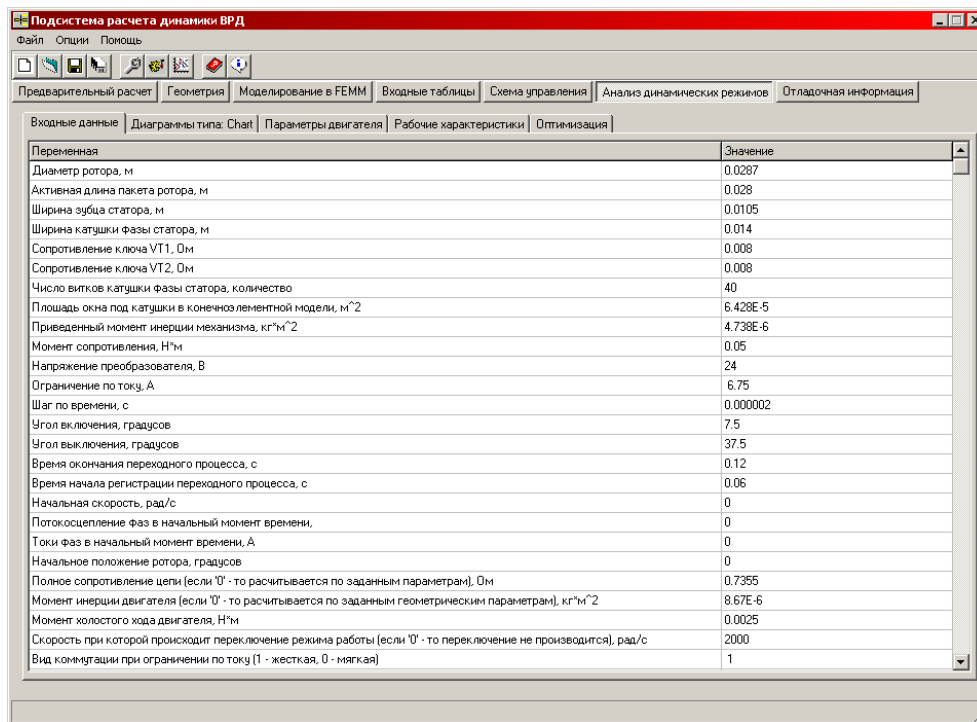 Подсистема расчета динамики ВРД
Файл Опции Помощь
Предварительный расчет Геометрия Моделирование в FEMM Входные таблицы Схема управления Анализ динамических режимов Отладочная информация
Входные данные Диаграммы типа: Chart Параметры двигателя Рабочие характеристики Оптимизация
Переменная Значение
Диаметр ротора, м 0.0287
Активная длина пакета ротора, м 0.028
Ширина зубца статора, м 0.0105
Ширина катушки фазы статора, м 0.014
Сопротивление ключа VT1, Ом 0.008
Сопротивление ключа VT2, Ом 0.008
Число витков катушки фазы статора, количество 40
Плошадь окна под катушки в конечноэлементной модели, м^2 6.428E-5
Приведенный момент инерции механизма, кг*м^2 4.738E-6
Момент сопротивления, Н*м 0.05
Напряжение преобразователя, В 24
Ограничение по току, А 6.75
Шаг по времени, с 0.000002
Угол включения, градусов 7.5
Угол выключения, градусов 37.5
Время окончания переходного процесса, с 0.12
Время начала регистрации переходного процесса, с 0.06
Начальная скорость, рад/с 0
Потокосцепление фаз в начальный момент времени, 0
Токи фаз в начальный момент времени, А 0
Начальное положение ротора, градусов 0
Полное сопротивление цепи (если '0' - то расчитывается по заданным параметрам), Ом 0.7355
Момент инерции двигателя (если '0' - то расчитывается по заданным геометрическим параметрам), кг*м^2 8.67E-6
Момент холостого хода двигателя, Н*м 0.0025
Скорость при которой происходит переключение режима работы (если '0' - то переключение не производится), рад/с 2000
Вид коммутации при ограничении по току (1 - жесткая, 0 - мягкая) 1